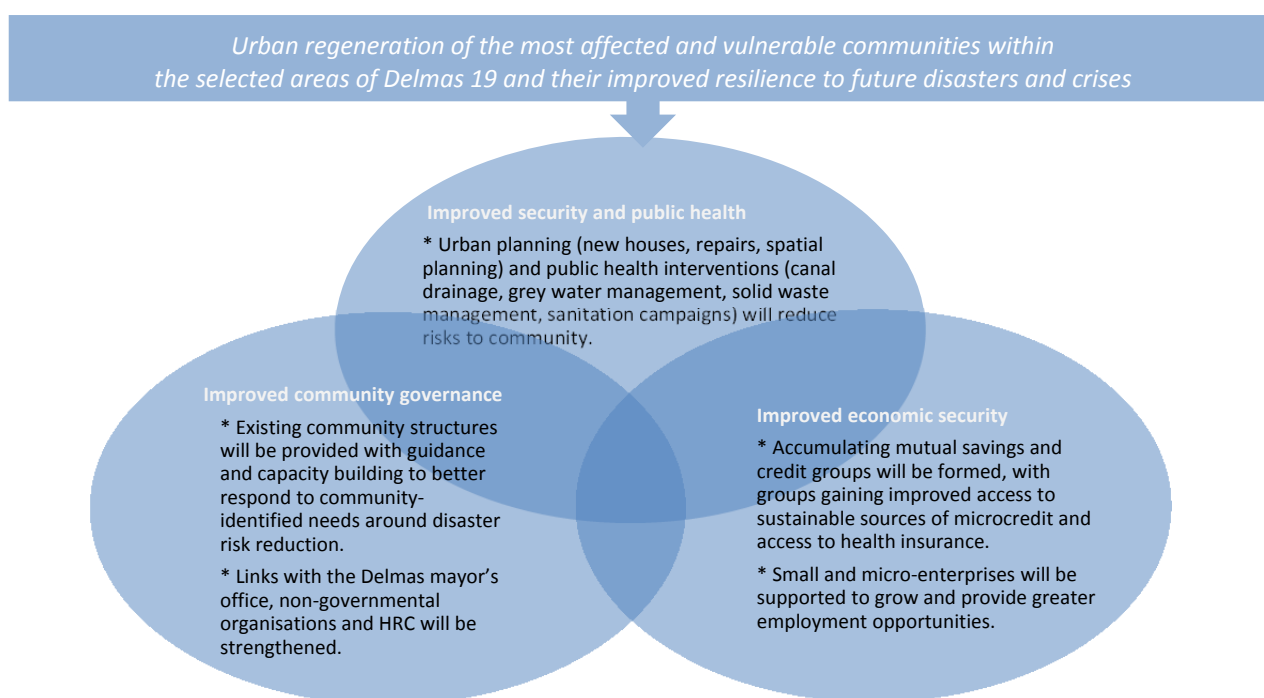 Urban regeneration of the most affected and vulnerable communities within
the selected areas of Delmas 19 and their improved resilience to future disasters and crises
Improved security and public health
* Urban planning (new houses, repairs, spatial
planning) and public health interventions (canal
drainage, grey water management, solid waste
management, sanitation campaigns) will reduce
risks to community.
Improved community governance
* Existing community structures
will be provided with guidance
and capacity building to better
respond to community-
identified needs around disaster
risk reduction.
* Links with the Delmas mayor’s
office, non-governmental
organisations and HRC will be
strengthened.
Improved economic security
* Accumulating mutual savings and
credit groups will be formed, with
groups gaining improved access to
sustainable sources of microcredit and
access to health insurance.
* Small and micro-enterprises will be
supported to grow and provide greater
employment opportunities.